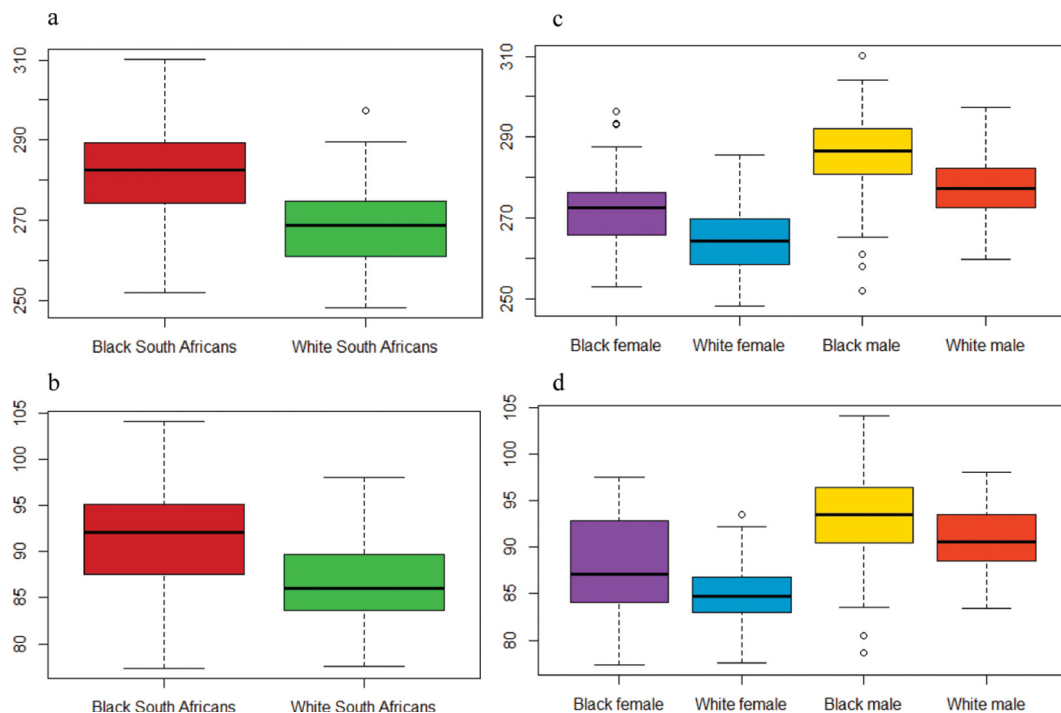 a
310
290
270
250
Black South Africans
White South Africans
c
310
290
270
250
Black female
White female
Black male
White male
b
105
100
95
90
85
80
Black South Africans
White South Africans
d
105
100
95
90
85
80
Black female
White female
Black male
White male